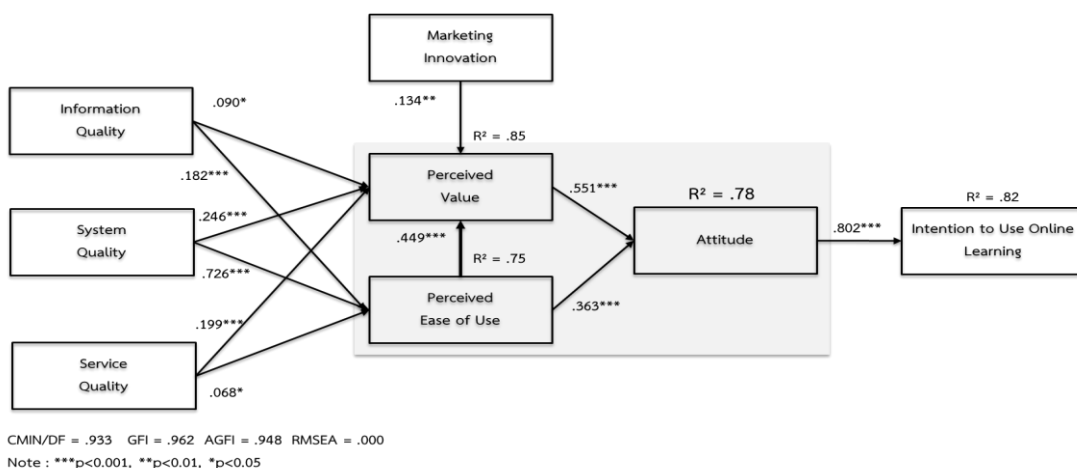 Marketing
Innovation
.134**
Information
Quality
.090*
R² = .85
.182***
Perceived
Value
.551***
R² = .78
R² = .82
System
Quality
.246***
.449***
Attitude
.802***
Intention to Use Online
Learning
R² = .75
.726***
Perceived
Ease of Use
.363***
.199***
Service
Quality
.068*
CMIN/DF = .933 GFI = .962 AGFI = .948 RMSEA = .000
Note : ***p<0.001, **p<0.01, *p<0.05